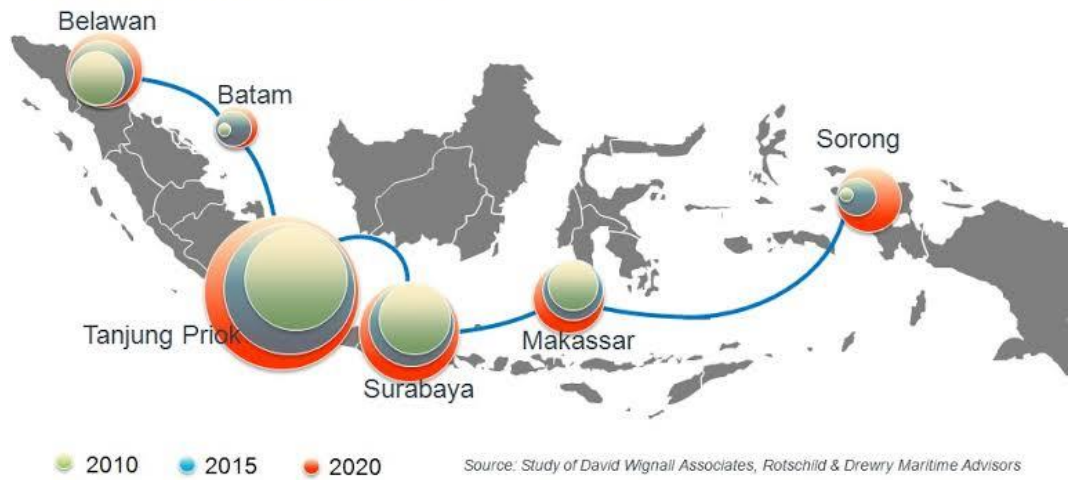 Belawan
Batam
Sorong
Tanjung Priok
Makassar
Surabaya
2010 2015 2020
Source: Study of David Wignall Associates, Rotschild & Drewry Maritime Advisors